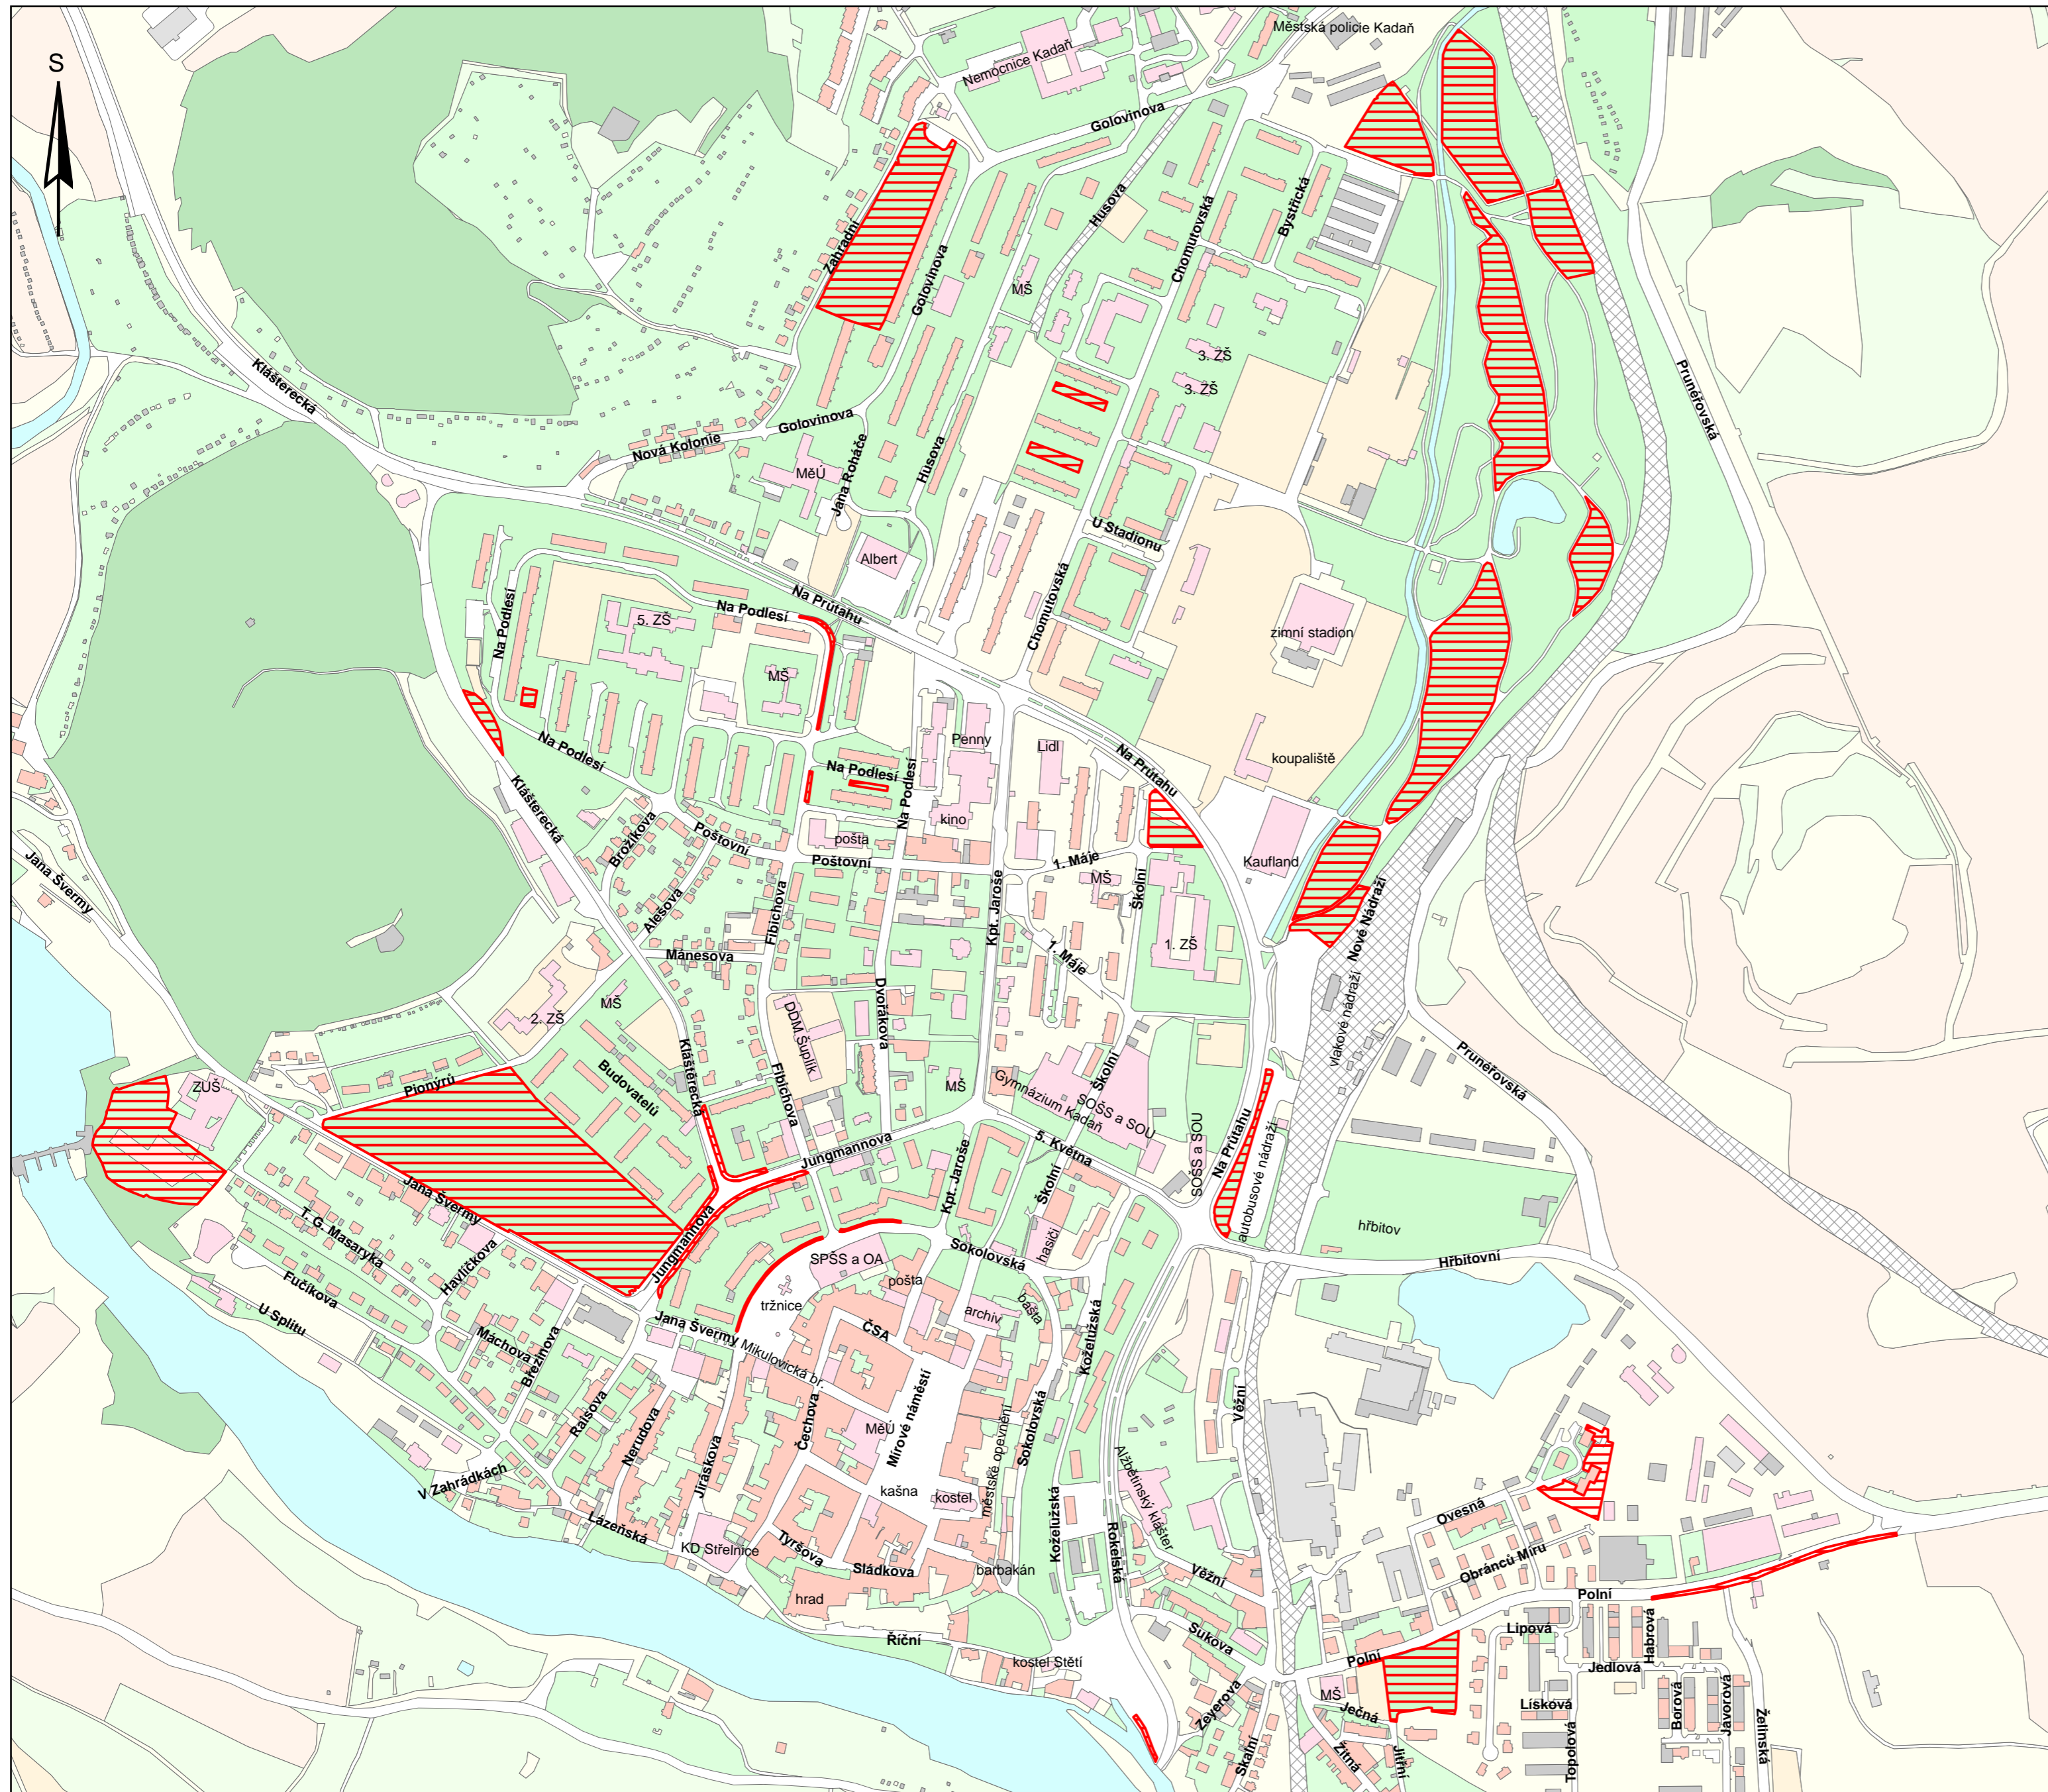 Městská policie Kadaň
S
Nemocnice Kadaň
Golovinova
Husova
Chomutovská
Bystřická
Zahradní
Golovinova
MŠ
3. ZŠ
3. ZŠ
Klášterecká
Prunéřovská
Golovinova
Nová Kolonie
MěÚ
Jana Roháče
Husova
U Stadionu
Albert
Na Průtahu
Chomutovská
Na Podlesí
Na Podlesí
5. ZŠ
MŠ
zimní stadion
Na Podlesí
Penny
Lidl
Na Průtahu
koupaliště
Na Podlesí
Na Podlesí
Klášterecká
kino
Brožíkova
Poštovní
pošta
Poštovní
1. Máje
MŠ
Školní
Kaufland
Jana Švermy
Alešova
Fibichova
Kpt. Jaroše
Nové Nádraží
Mánesova
1. Máje
1. ZŠ
MŠ
2. ZŠ
DDM Šuplík
Dvořákova
vlakové nádraží
Klášterecká
Budovatelů
Pionýrů
ZUŠ
Fibichova
MŠ
Gymnázium Kadaň
Školní
SOŠS a SOU
SOŠS a SOU
Prunéřovská
Na Průtahu
autobusové nádraží
Jungmannova
5. Května
Kpt. Jaroše
Školní
Jana Švermy
T. G. Masaryka
Havlíčkova
Jungmannova
hřbitov
Hřbitovní
Fučíkova
U Splitu
SPŠS a OA
Sokolovská
hasiči
pošta
tržnice
archiv
bašta
Koželužská
Jana Švermy
Mikulovická br.
ČSA
Máchova
Březinova
Raisova
Nerudova
Jiráskova
Čechova
MěÚ
Mírové náměstí
Sokolovská
městské opevnění
Věžní
Alžbětinský klášter
V Zahrádkách
kašna
kostel
Koželužská
Rokelská
Ovesná
Lázeňská
KD Střelnice
Tyršova
Sládkova
barbakán
Věžní
Obránců Míru
hrad
Polní
Říční
Sukova
Lipová
Habrová
kostel Stětí
Polní
Jedlová
MŠ
Ječná
Lísková
Borová
Javorová
Želinská
Zeyerova
Skalní
Žitná
Jitřní
Topolová